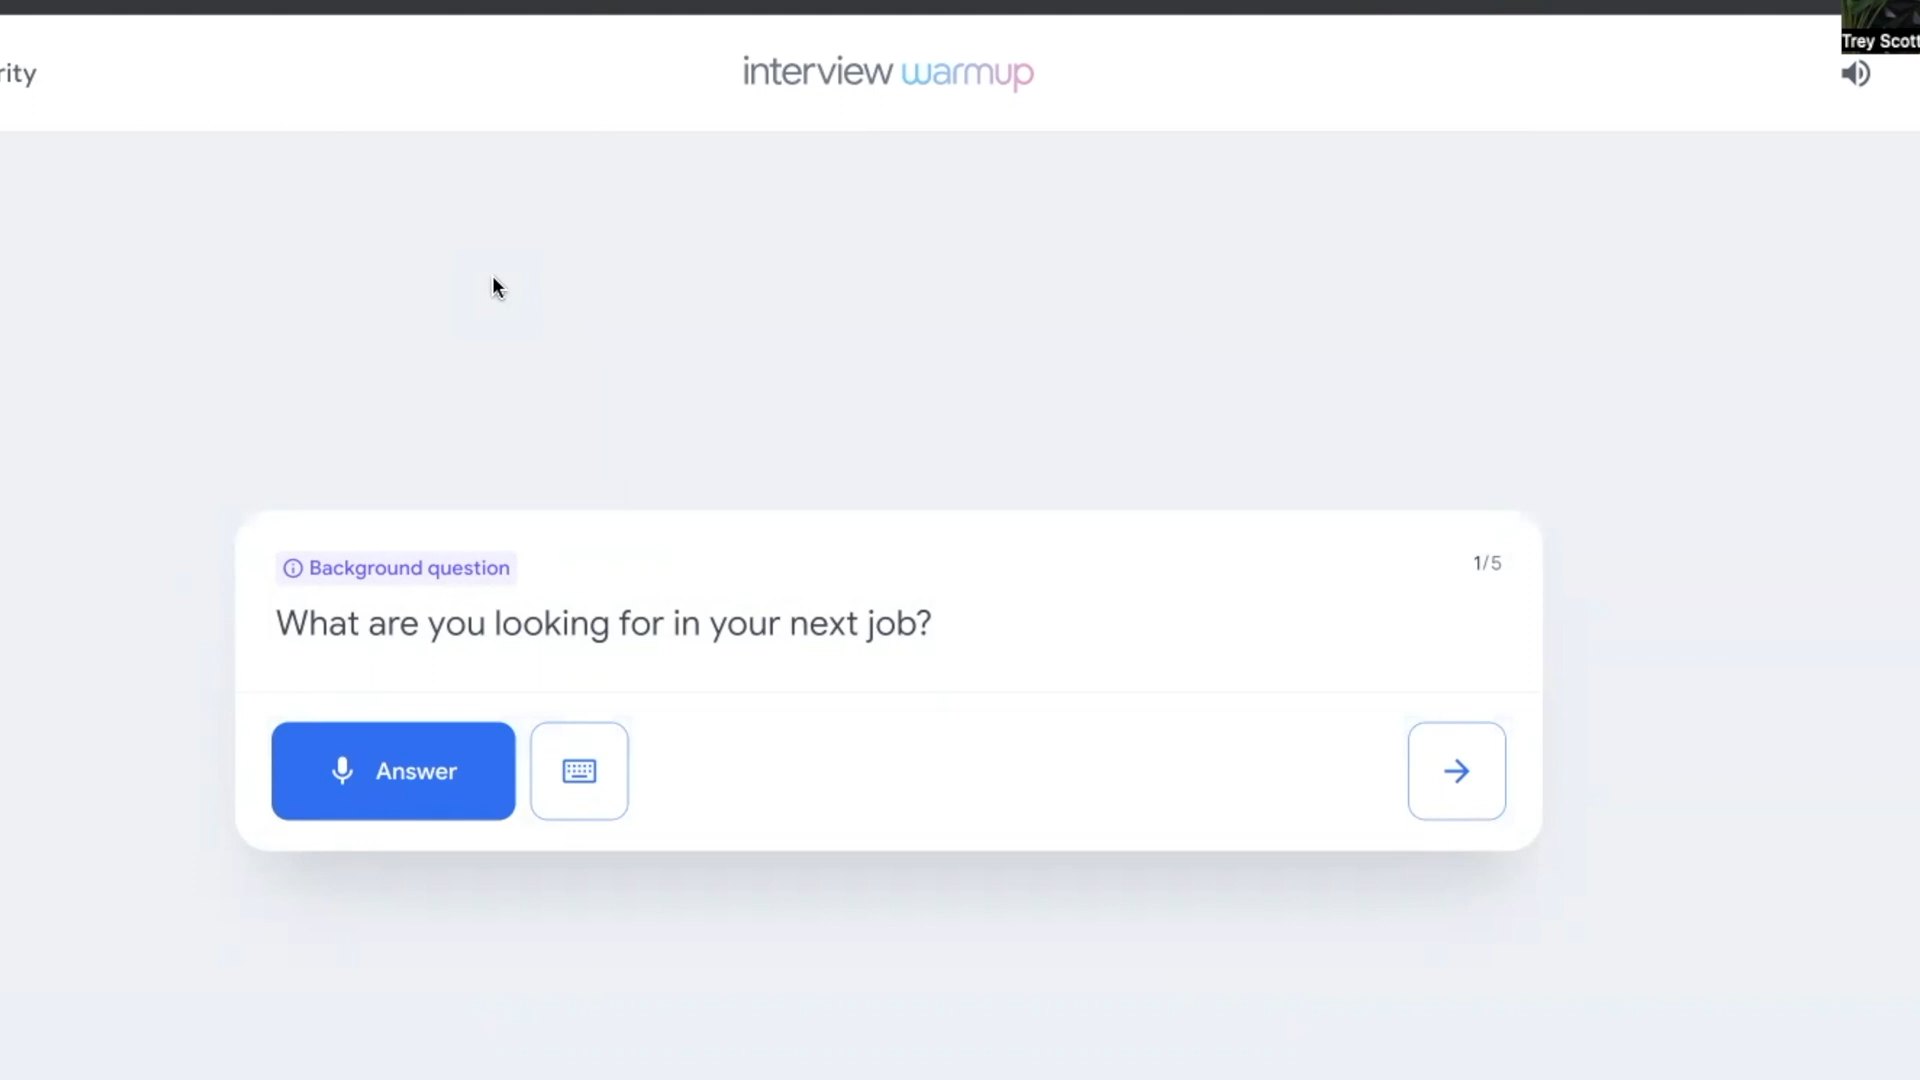 Trey Scott
rity
interview warmup
Background question
1/5
What are you looking for in your next job?
Answer